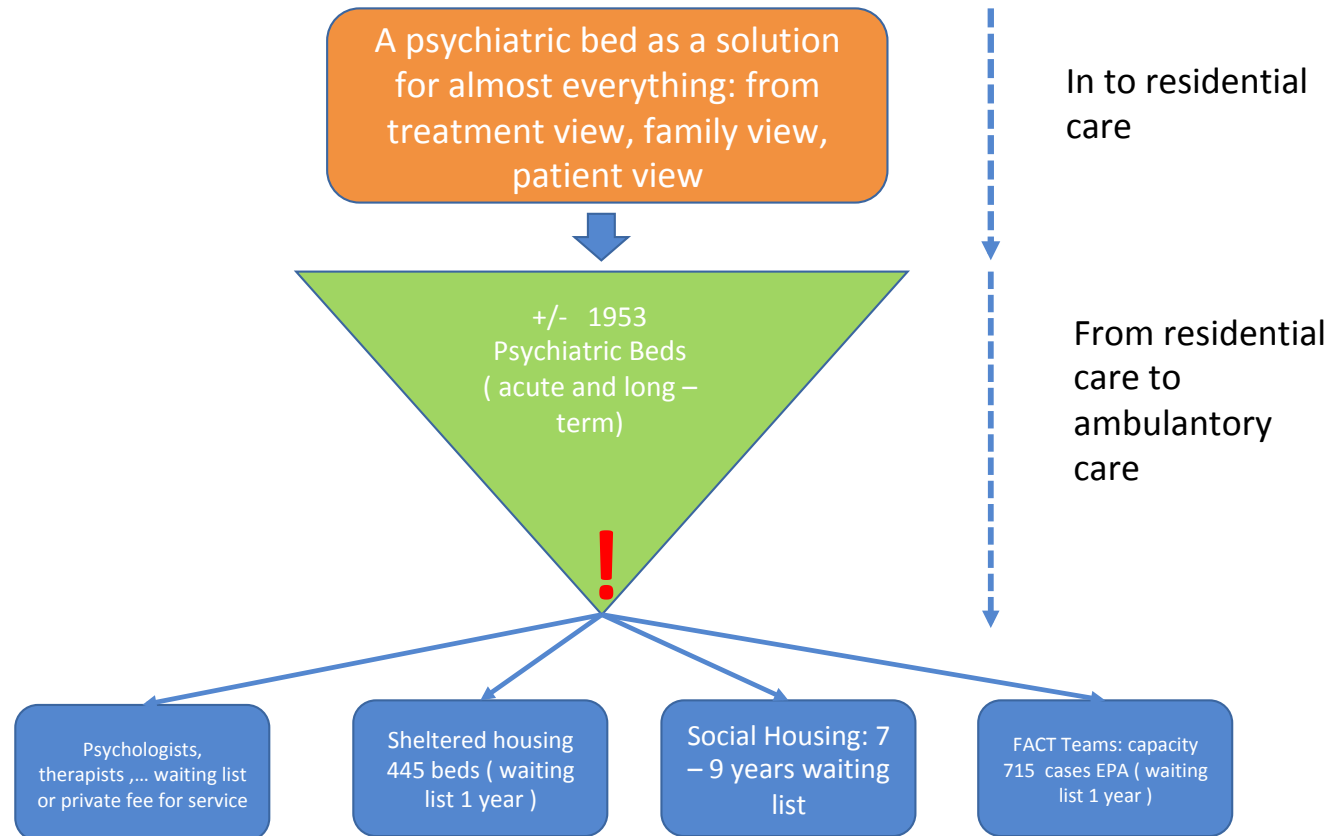 A psychiatric bed as a solution
for almost everything: from
treatment view, family view,
patient view
In to residential
care
+/-   1953
Psychiatric Beds
( acute and long –
term)
!
From residential
care to
ambulantory
care
Psychologists,
therapists ,... waiting list
or private fee for service
Sheltered housing
445 beds ( waiting
list 1 year )
Social Housing: 7
– 9 years waiting
list
FACT Teams: capacity
715  cases EPA ( waiting
list 1 year )